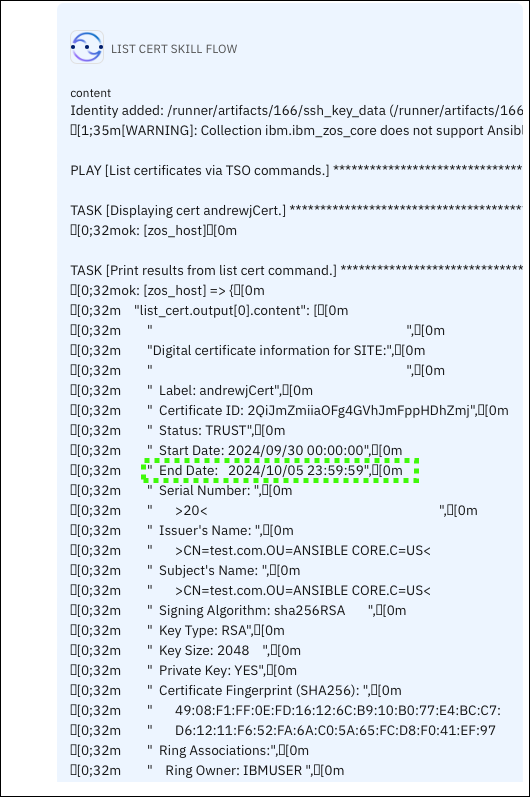 LIST CERT SKILL FLOW
content
Identity added: /runner/artifacts/166/ssh_key_data (/runner/artifacts/166
▯[1;35m[WARNING]: Collection ibm.ibm_zos_core does not support Ansibl
PLAY [List certificates via TSO commands.] *******************************
TASK [Displaying cert andrewjCert.] **************************************
▯[0;32mok: [zos_host]▯[0m
TASK [Print results from list cert command.] ******************************
▯[0;32mok: [zos_host] => {▯[0m
▯[0;32m    "list_cert.output[0].content": [▯[0m
▯[0;32m        "                                                                    ",▯[0m
▯[0;32m        "Digital certificate information for SITE:",▯[0m
▯[0;32m        "                                                                    ",▯[0m
▯[0;32m        "  Label: andrewjCert",▯[0m
▯[0;32m        "  Certificate ID: 2QiJmZmiiaOFg4GVhJmFppHDhZmj",▯[0m
▯[0;32m        "  Status: TRUST",▯[0m
▯[0;32m        "  Start Date: 2024/09/30 00:00:00",▯[0m
▯[0;32m        "  End Date:   2024/10/05 23:59:59",▯[0m
▯[0;32m        "  Serial Number: ",▯[0m
▯[0;32m        "       >20<                                                              ",▯[0m
▯[0;32m        "  Issuer's Name: ",▯[0m
▯[0;32m        "       >CN=test.com.OU=ANSIBLE CORE.C=US<
▯[0;32m        "  Subject's Name: ",▯[0m
▯[0;32m        "       >CN=test.com.OU=ANSIBLE CORE.C=US<
▯[0;32m        "  Signing Algorithm: sha256RSA      ",▯[0m
▯[0;32m        "  Key Type: RSA",▯[0m
▯[0;32m        "  Key Size: 2048    ",▯[0m
▯[0;32m        "  Private Key: YES",▯[0m
▯[0;32m        "  Certificate Fingerprint (SHA256): ",▯[0m
▯[0;32m        "       49:08:F1:FF:0E:FD:16:12:6C:B9:10:B0:77:E4:BC:C7:
▯[0;32m        "       D6:12:11:F6:52:FA:6A:C0:5A:65:FC:D8:F0:41:EF:97
▯[0;32m        "  Ring Associations:",▯[0m
▯[0;32m        "    Ring Owner: IBMUSER ",▯[0m